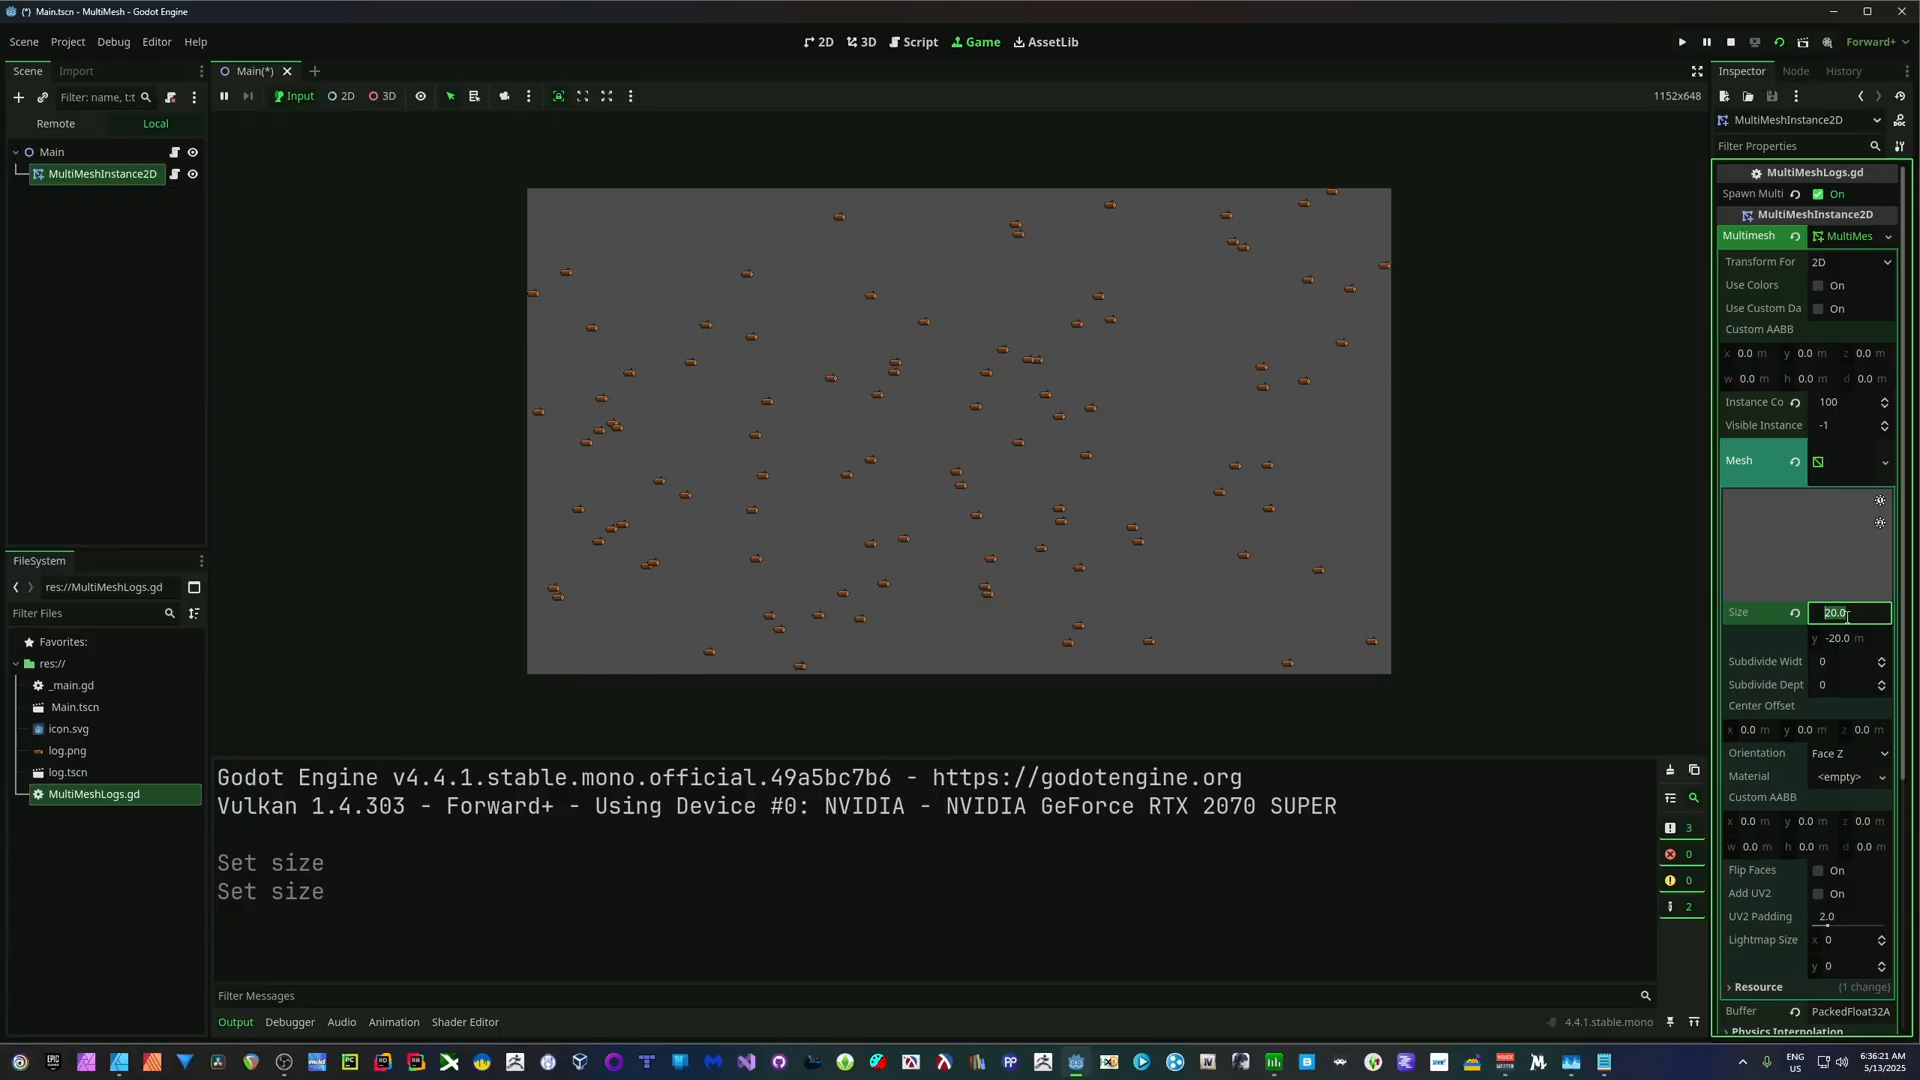 (*) Main.tscn - MultiMesh - Godot Engine
Scene Project Debug Editor Help
2D 3D Script Game AssetLib
Forward+
Scene Import
Main(*)
Inspector Node History
Filter: name, t:t
Input 2D 3D
1152x648
Remote Local
MultiMeshInstance2D
Filter Properties
Main
MultiMeshInstance2D
MultiMeshLogs.gd
Spawn Multi On
MultiMeshInstance2D
Multimesh MultiMes
Transform For 2D
Use Colors On
Use Custom Da On
Custom AABB
x 0.0 m y 0.0 m z 0.0 m
w 0.0 m h 0.0 m d 0.0 m
Instance Co 100
Visible Instance -1
Mesh
Size 20.0
y -20.0 m
Subdivide Widt 0
Subdivide Dept 0
Center Offset
x 0.0 m y 0.0 m z 0.0 m
Orientation Face Z
Material <empty>
Custom AABB
x 0.0 m y 0.0 m z 0.0 m
w 0.0 m h 0.0 m d 0.0 m
Flip Faces On
Add UV2 On
UV2 Padding 2.0
Lightmap Size x 0
y 0
Resource (1 change)
Buffer PackedFloat32A
Physics Interpolation
FileSystem
res://MultiMeshLogs.gd
Filter Files
Favorites:
res://
_main.gd
Main.tscn
icon.svg
log.png
log.tscn
MultiMeshLogs.gd
Godot Engine v4.4.1.stable.mono.official.49a5bc7b6 - https://godotengine.org
Vulkan 1.4.303 - Forward+ - Using Device #0: NVIDIA - NVIDIA GeForce RTX 2070 SUPER
Set size
Set size
3
0
0
2
Filter Messages
Output Debugger Audio Animation Shader Editor
4.4.1.stable.mono
ENG
US
6:36:21 AM
5/13/2025